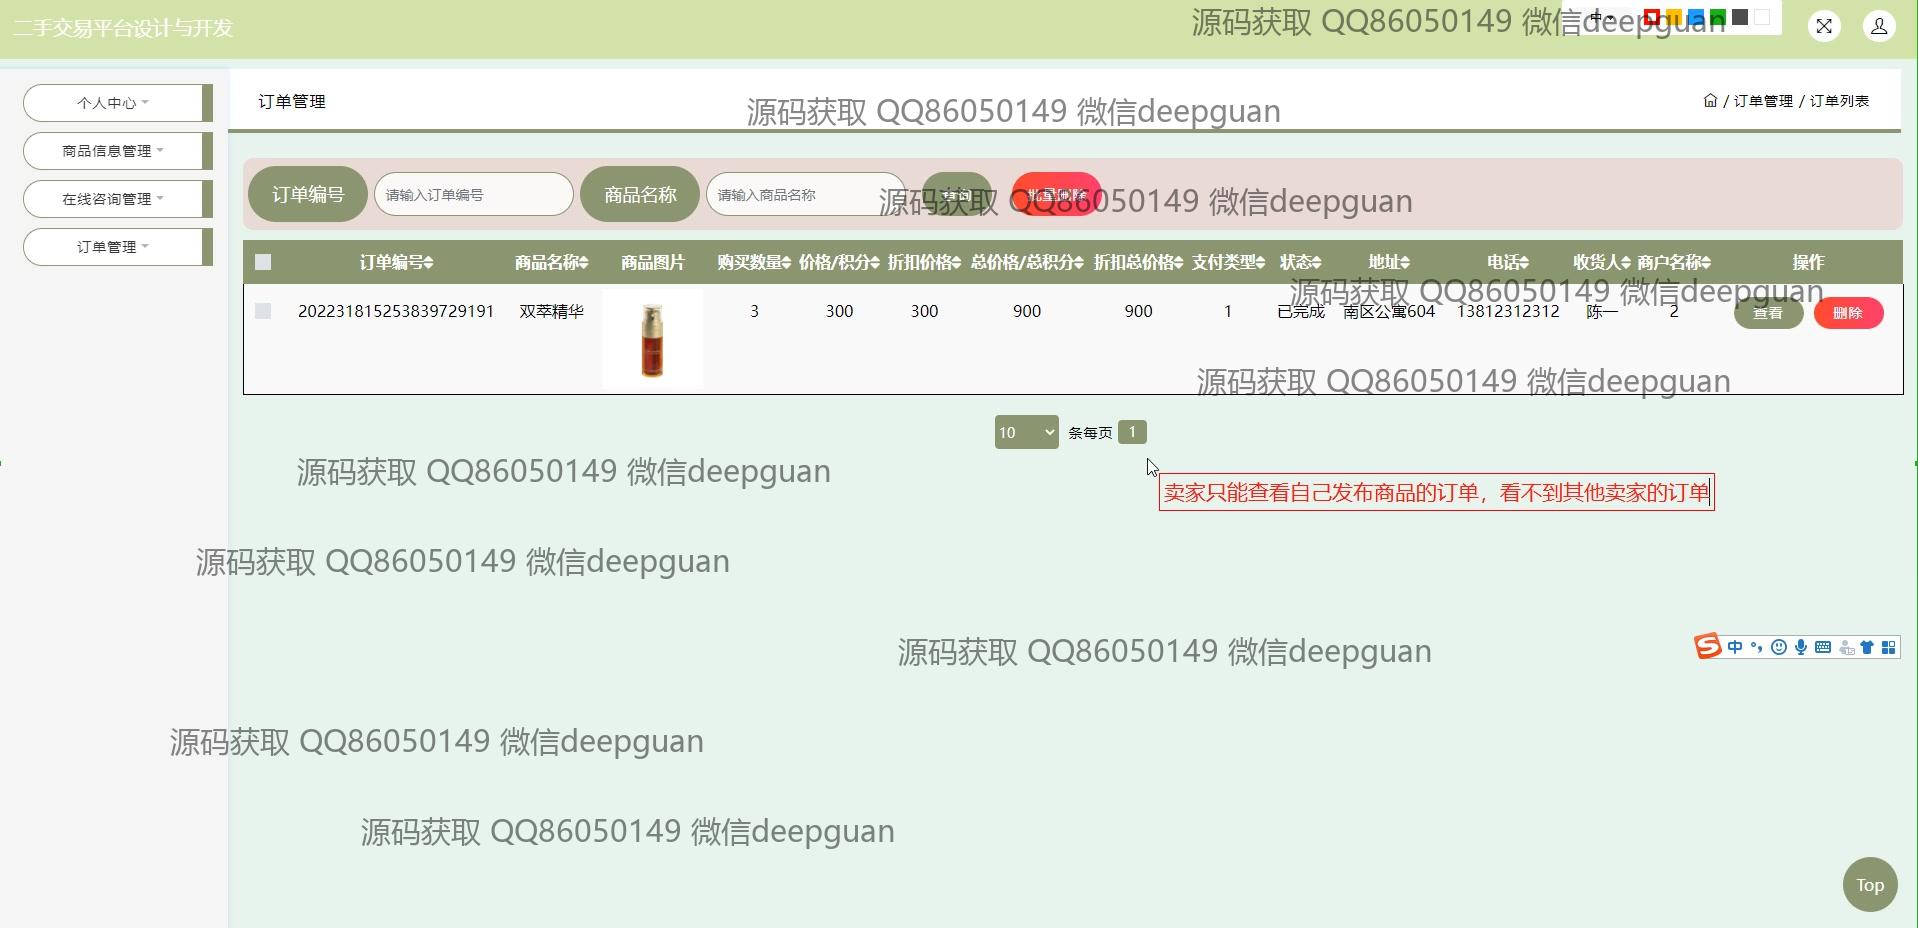 二手交易平台设计与开发
源码获取 QQ86050149 微信deepguan
中
个人中心
商品信息管理
在线咨询管理
订单管理
订单管理
源码获取 QQ86050149 微信deepguan
/ 订单管理 / 订单列表
订单编号 请输入订单编号 商品名称 请输入商品名称 查询 批量删除
源码获取 QQ86050149 微信deepguan
订单编号 商品名称 商品图片 购买数量 价格/积分 折扣价格 总价格/总积分 折扣总价格 支付类型 状态 地址 电话 收货人 商户名称 操作
源码获取 QQ86050149 微信deepguan
202231815253839729191 双萃精华 3 300 300 900 900 1 已完成 南区公寓604 13812312312 陈一 2 查看 删除
源码获取 QQ86050149 微信deepguan
10 条每页 1
源码获取 QQ86050149 微信deepguan
卖家只能查看自己发布商品的订单，看不到其他卖家的订单
源码获取 QQ86050149 微信deepguan
源码获取 QQ86050149 微信deepguan
S 中
源码获取 QQ86050149 微信deepguan
源码获取 QQ86050149 微信deepguan
Top